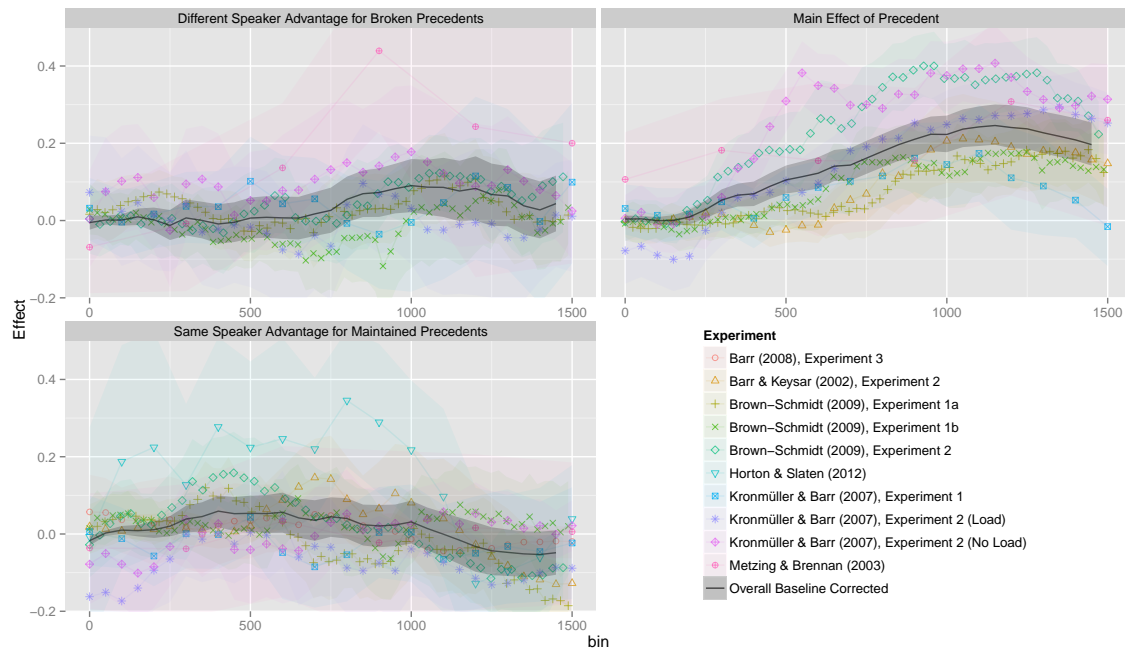 Different Speaker Advantage for Broken Precedents
Main Effect of Precedent
0.4
0.2
0.0
−0.2
0 500 1000 1500
0 500 1000 1500
Effect
Same Speaker Advantage for Maintained Precedents
0.4
0.2
0.0
−0.2
0 500 1000 1500
bin
Experiment
Barr (2008), Experiment 3
Barr & Keysar (2002), Experiment 2
Brown−Schmidt (2009), Experiment 1a
Brown−Schmidt (2009), Experiment 1b
Brown−Schmidt (2009), Experiment 2
Horton & Slaten (2012)
Kronmüller & Barr (2007), Experiment 1
Kronmüller & Barr (2007), Experiment 2 (Load)
Kronmüller & Barr (2007), Experiment 2 (No Load)
Metzing & Brennan (2003)
Overall Baseline Corrected